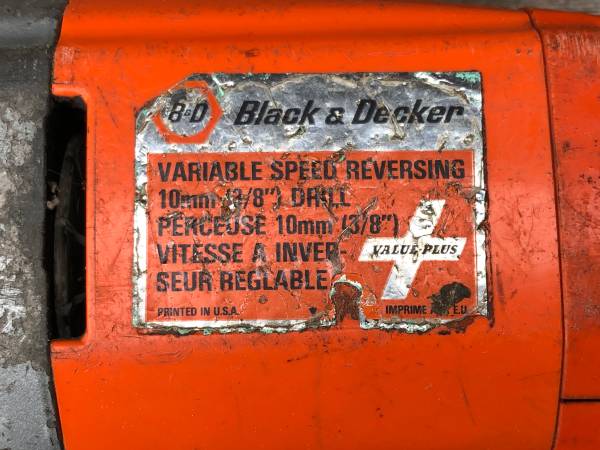 B&D Black & Decker
VARIABLE SPEED REVERSING
10mm (3/8") DRILL
PERCEUSE 10mm (3/8")
VITESSE A INVER-
SEUR REGLABLE
VALUE-PLUS
PRINTED IN U.S.A. IMPRIME AUX E.U.